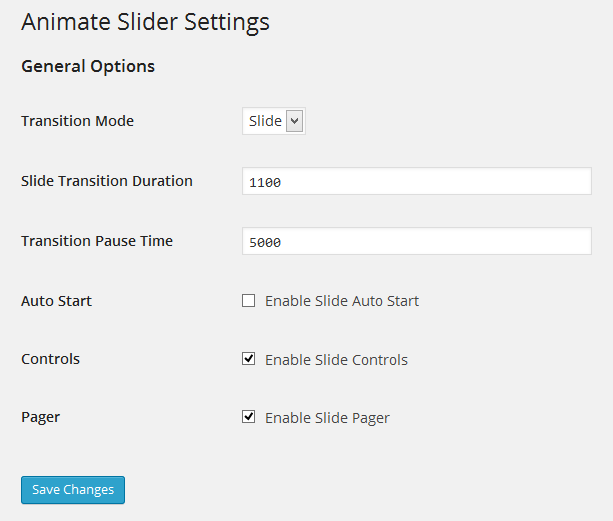 Animate Slider Settings
General Options
Transition Mode Slide
Slide Transition Duration 1100
Transition Pause Time 5000
Auto Start Enable Slide Auto Start
Controls Enable Slide Controls
Pager Enable Slide Pager
Save Changes